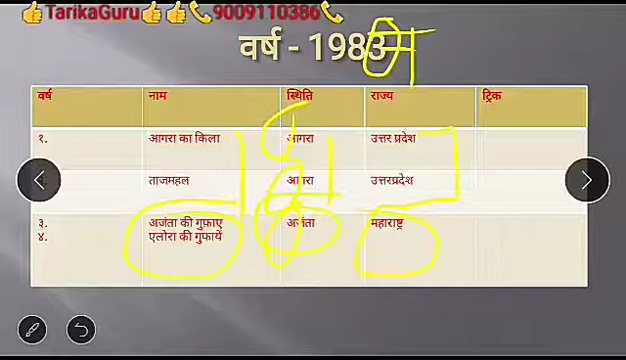 👍TarikaGuru👍👍📞9009110386📞
वर्ष - 1983
वर्ष नाम स्थिति राज्य ट्रिक
१. आगरा का किला आगरा उत्तर प्रदेश
ताजमहल आगरा उत्तरप्रदेश
३. अजंता की गुफाए अजंता महाराष्ट्र
४. एलोरा की गुफायें